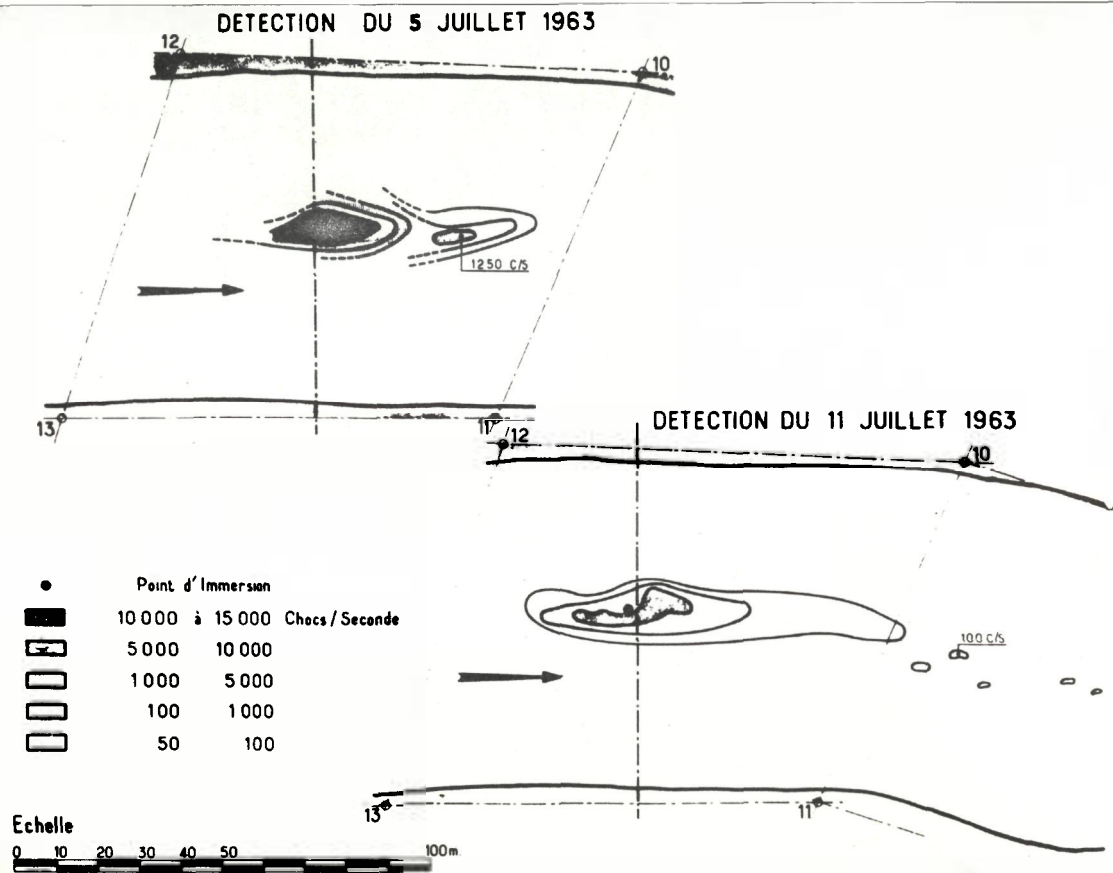 DETECTION DU 5 JUILLET 1963
12
10
1250 C/S
13
11
DETECTION DU 11 JUILLET 1963
12
10
100 C/S
13
11
Point d'Immersion
10 000 à 15 000 Chocs / Seconde
5 000 10 000
1 000 5 000
100 1 000
50 100
Echelle
0 10 20 30 40 50 100m.